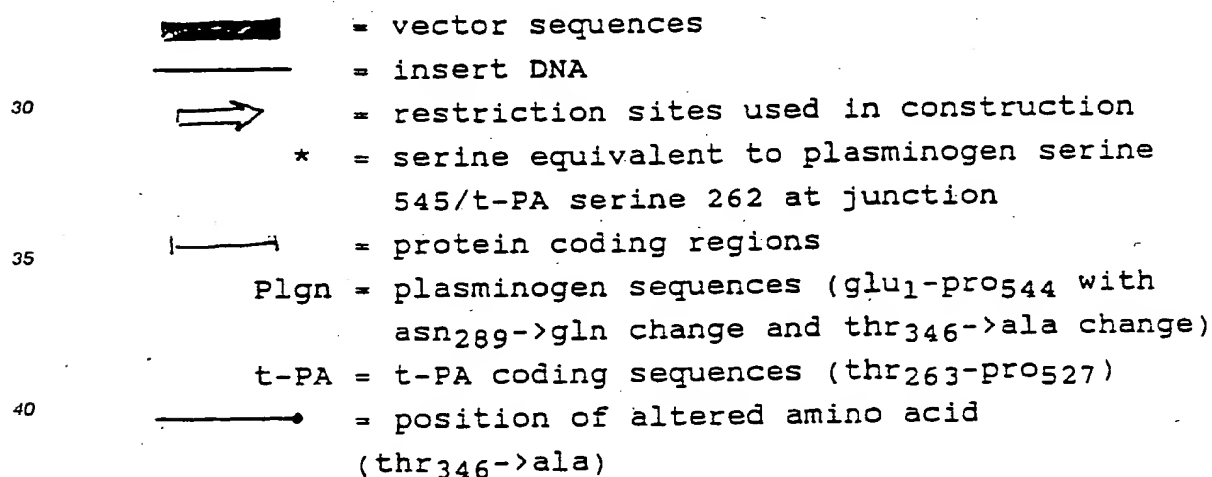 = vector sequences
= insert DNA
30 = restriction sites used in construction
* = serine equivalent to plasminogen serine
545/t-PA serine 262 at junction
35 = protein coding regions
Plgn = plasminogen sequences (glu1-pro544 with
asn289->gln change and thr346->ala change)
t-PA = t-PA coding sequences (thr263-pro527)
40 = position of altered amino acid
(thr346->ala)